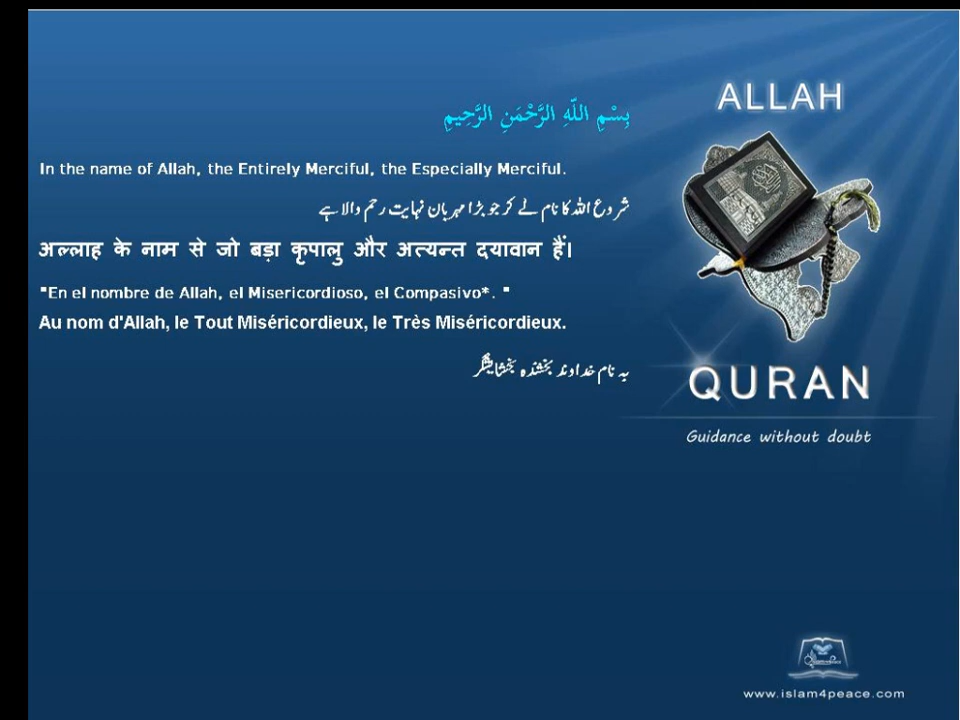 بِسْمِ اللّهِ الرَّحْمَنِ الرَّحِيمِ
In the name of Allah, the Entirely Merciful, the Especially Merciful.
شروع اللہ کا نام لے کر جو بڑا مہربان نہایت رحم والا ہے
अल्लाह के नाम से जो बड़ा कृपालु और अत्यन्त दयावान हैं।
"En el nombre de Allah, el Misericordioso, el Compasivo*. "
Au nom d'Allah, le Tout Miséricordieux, le Très Miséricordieux.
به نام خداوند بخشنده بخشایشگر
ALLAH
QURAN
Guidance without doubt
www.islam4peace.com